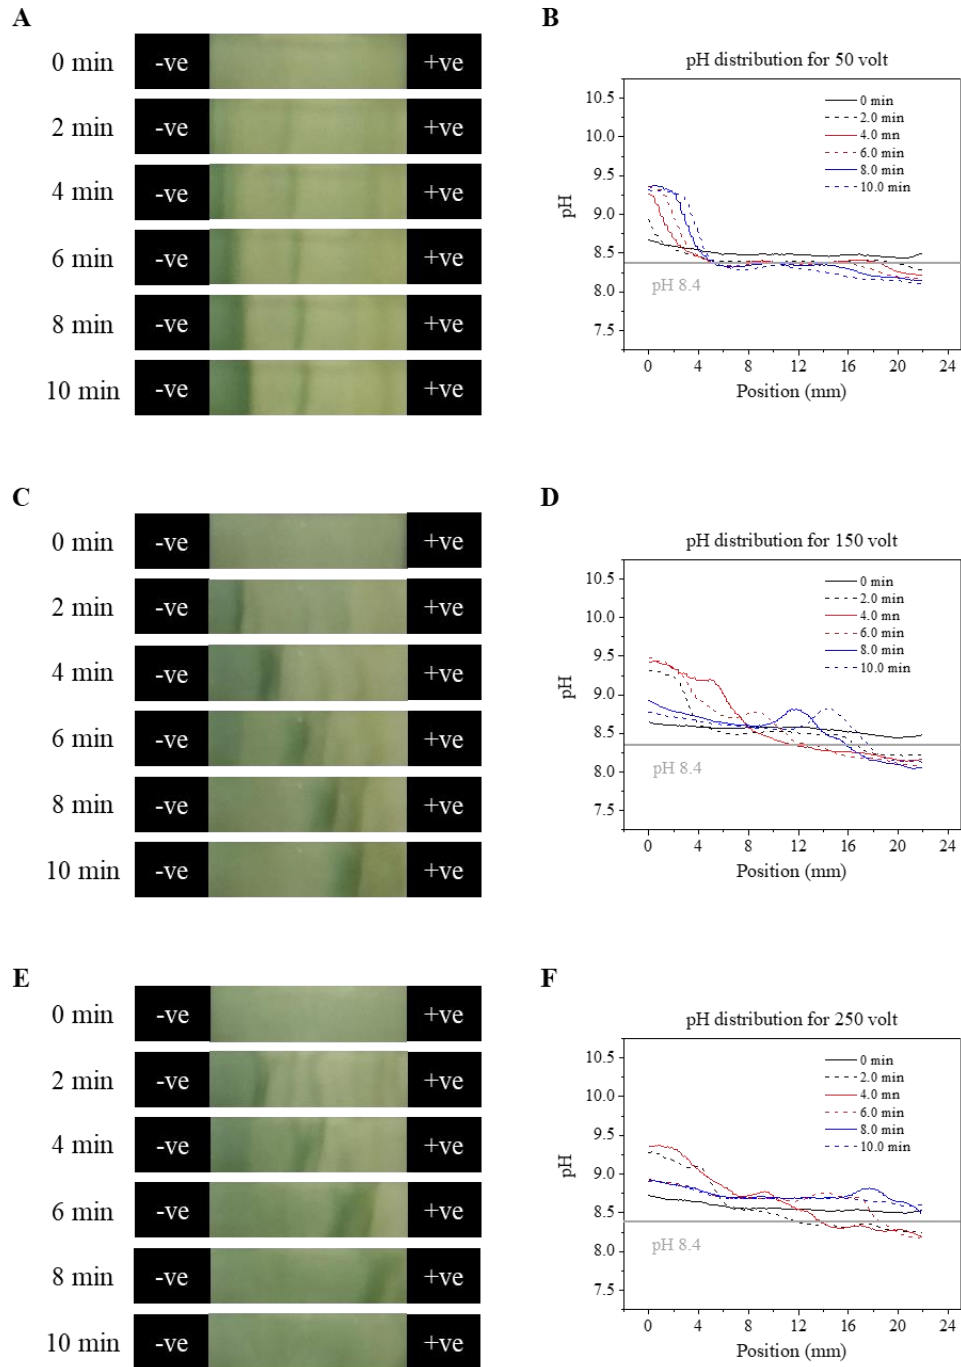 A
0 min -ve +ve
2 min -ve +ve
4 min -ve +ve
6 min -ve +ve
8 min -ve +ve
10 min -ve +ve
B
pH distribution for 50 volt
0 min
2.0 min
4.0 mn
6.0 min
8.0 min
10.0 min
10.5
10.0
9.5
9.0
8.5
8.0
7.5
pH
pH 8.4
0 4 8 12 16 20 24
Position (mm)
C
0 min -ve +ve
2 min -ve +ve
4 min -ve +ve
6 min -ve +ve
8 min -ve +ve
10 min -ve +ve
D
pH distribution for 150 volt
0 min
2.0 min
4.0 mn
6.0 min
8.0 min
10.0 min
10.5
10.0
9.5
9.0
8.5
8.0
7.5
pH
pH 8.4
0 4 8 12 16 20 24
Position (mm)
E
0 min -ve +ve
2 min -ve +ve
4 min -ve +ve
6 min -ve +ve
8 min -ve +ve
10 min -ve +ve
F
pH distribution for 250 volt
0 min
2.0 min
4.0 mn
6.0 min
8.0 min
10.0 min
10.5
10.0
9.5
9.0
8.5
8.0
7.5
pH
pH 8.4
0 4 8 12 16 20 24
Position (mm)